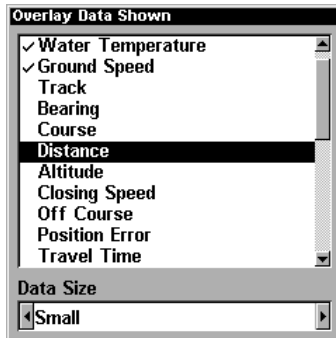 Overlay Data Shown
✓Water Temperature
✓Ground Speed
Track
Bearing
Course
Distance
Altitude
Closing Speed
Off Course
Position Error
Travel Time
Data Size
Small